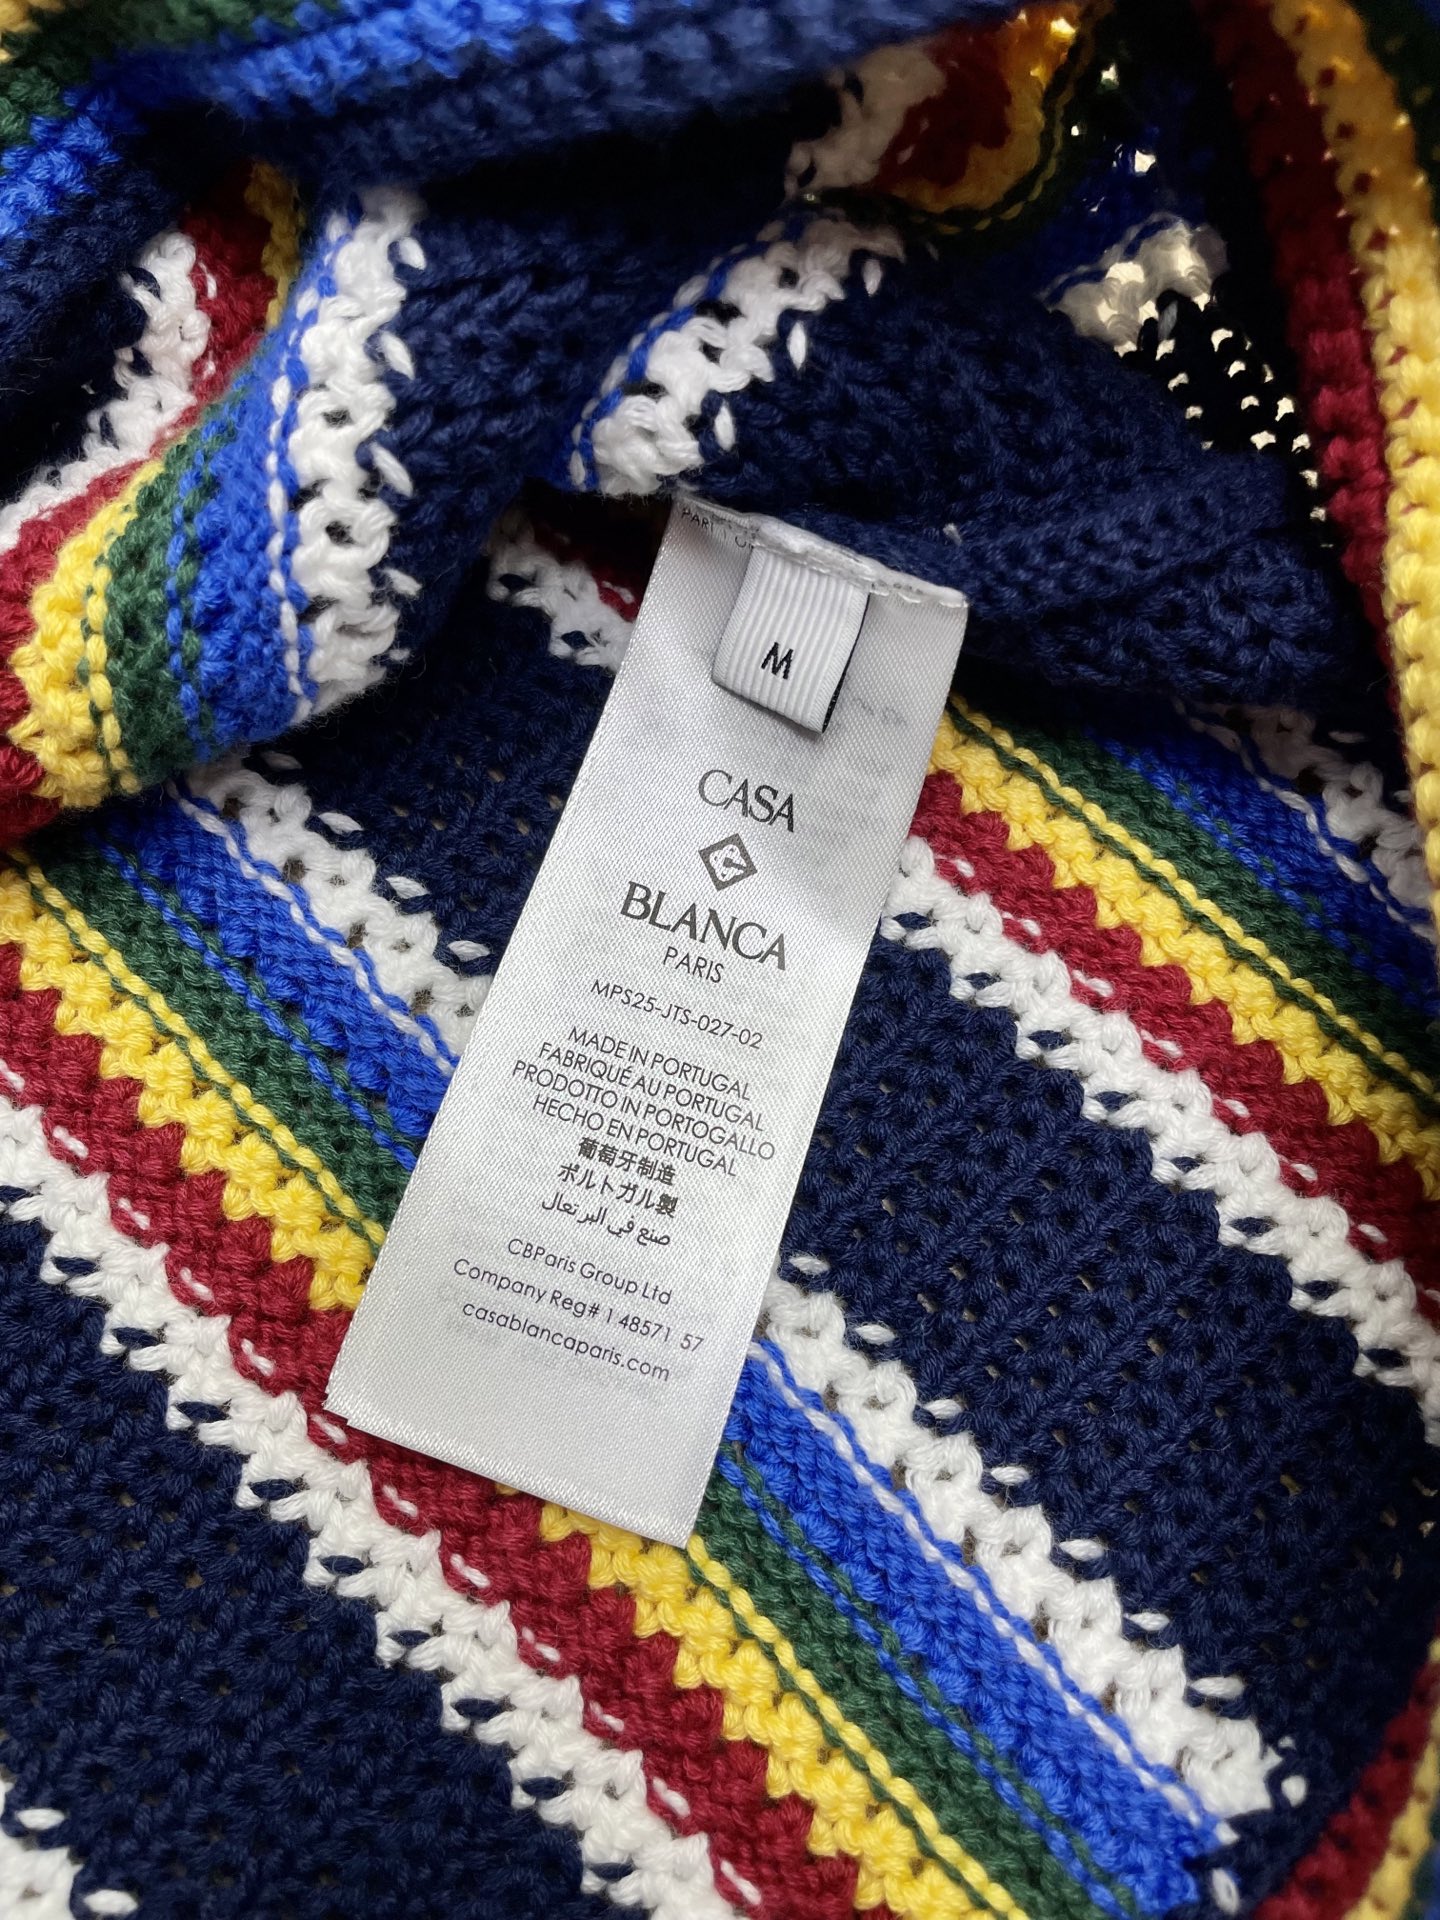 M
CASA
BLANCA
PARIS
MPS25-JTS-027-02
MADE IN PORTUGAL
FABRIQUÉ AU PORTUGAL
PRODOTTO IN PORTOGALLO
HECHO EN PORTUGAL
葡萄牙制造
ポルトガル製
صنع في البرتغال
CBParis Group Ltd
Company Reg# 1 48571 57
casablancaparis.com